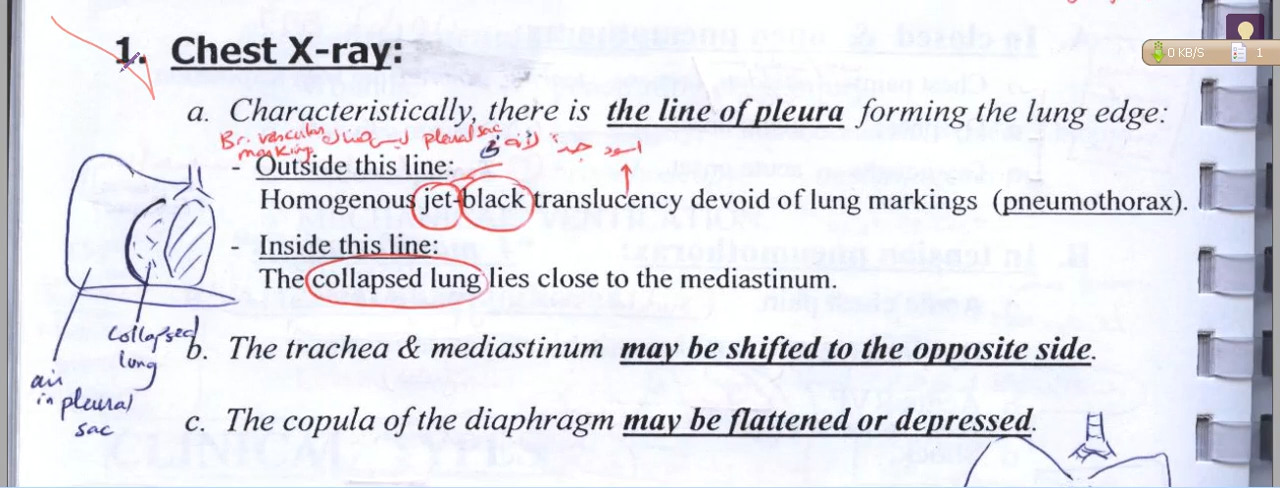 0 KB/S 1
1. Chest X-ray:
a. Characteristically, there is the line of pleura forming the lung edge:
Br. vascular marking pleural sac اسود جدا: لأنه
- Outside this line:
Homogenous jet-black translucency devoid of lung markings (pneumothorax).
- Inside this line:
The collapsed lung lies close to the mediastinum.
collapsed
lung
b. The trachea & mediastinum may be shifted to the opposite side.
air
in pleural
sac
c. The copula of the diaphragm may be flattened or depressed.